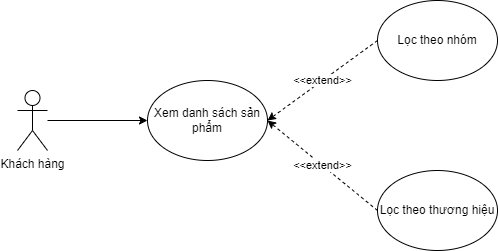 Lọc theo nhóm
<<extend>>
Xem danh sách sản
phẩm
Khách hàng
<<extend>>
Lọc theo thương hiệu